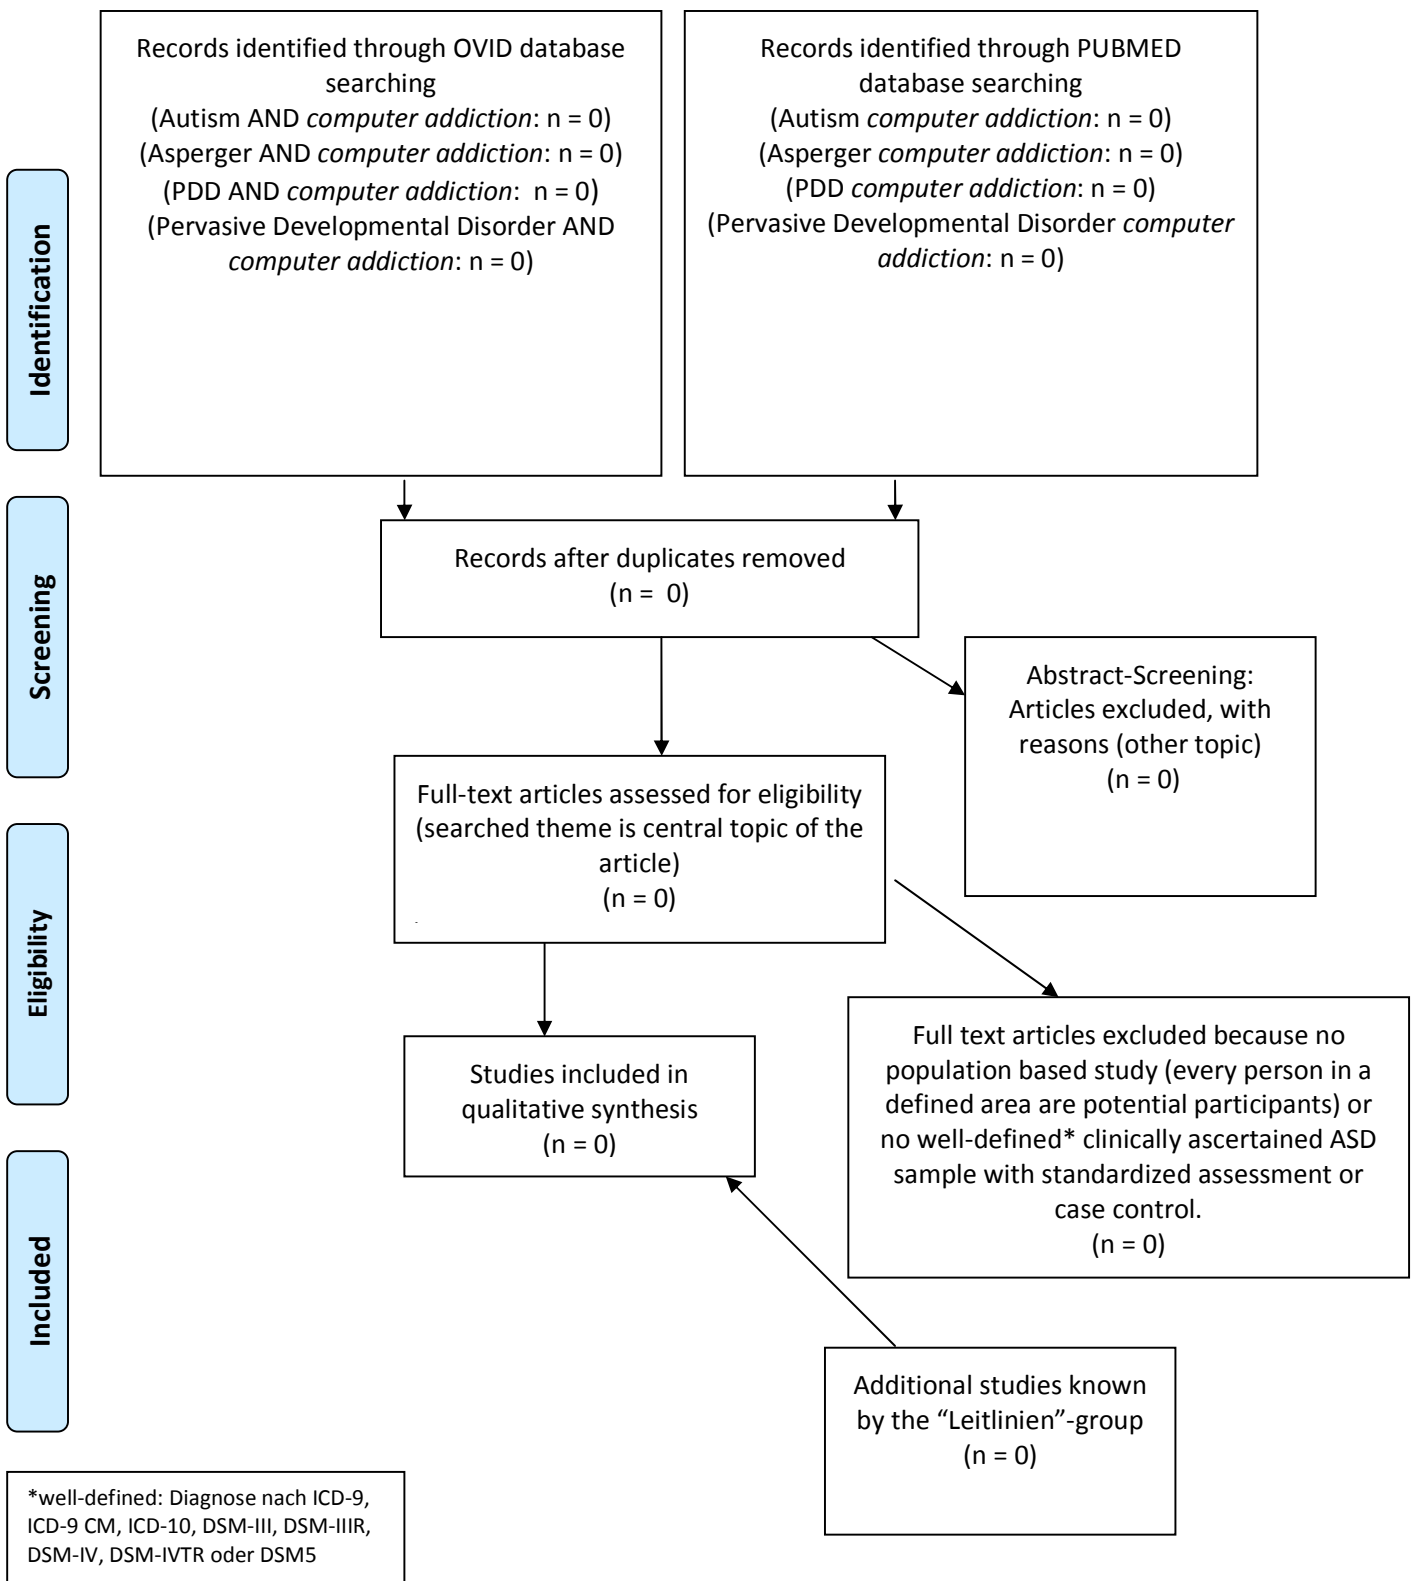 Records identified through OVID database
searching
(Autism AND computer addiction: n = 0)
(Asperger AND computer addiction: n = 0)
(PDD AND computer addiction:  n = 0)
(Pervasive Developmental Disorder AND
computer addiction: n = 0)
Records identified through PUBMED
database searching
(Autism computer addiction: n = 0)
(Asperger computer addiction: n = 0)
(PDD computer addiction: n = 0)
(Pervasive Developmental Disorder computer
addiction: n = 0)
Identification
Screening
Records after duplicates removed
(n =  0)
Abstract-Screening:
Articles excluded, with
reasons (other topic)
(n = 0)
Full-text articles assessed for eligibility
(searched theme is central topic of the
article)
(n = 0)
Eligibility
Full text articles excluded because no
population based study (every person in a
defined area are potential participants) or
no well-defined* clinically ascertained ASD
sample with standardized assessment or
case control.
(n = 0)
Studies included in
qualitative synthesis
(n = 0)
Included
Additional studies known
by the “Leitlinien”-group
(n = 0)
*well-defined: Diagnose nach ICD-9,
ICD-9 CM, ICD-10, DSM-III, DSM-IIIR,
DSM-IV, DSM-IVTR oder DSM5